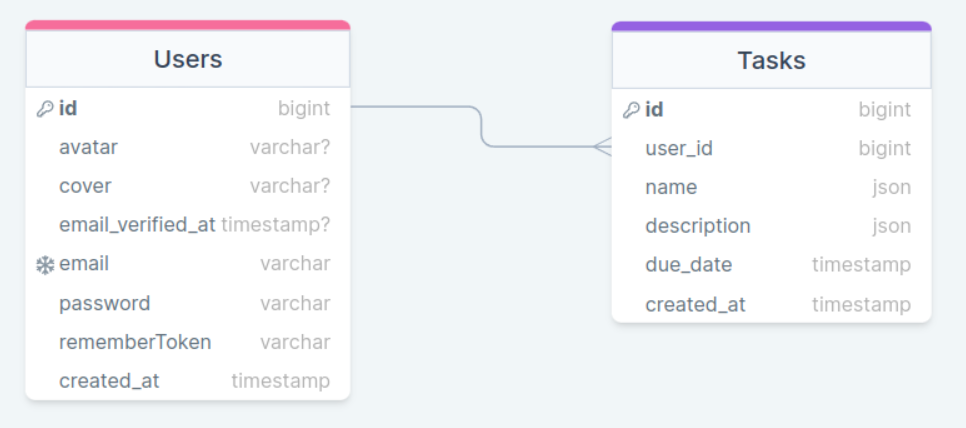 Users
id bigint
avatar varchar?
cover varchar?
email_verified_at timestamp?
email varchar
password varchar
rememberToken varchar
created_at timestamp
Tasks
id bigint
user_id bigint
name json
description json
due_date timestamp
created_at timestamp